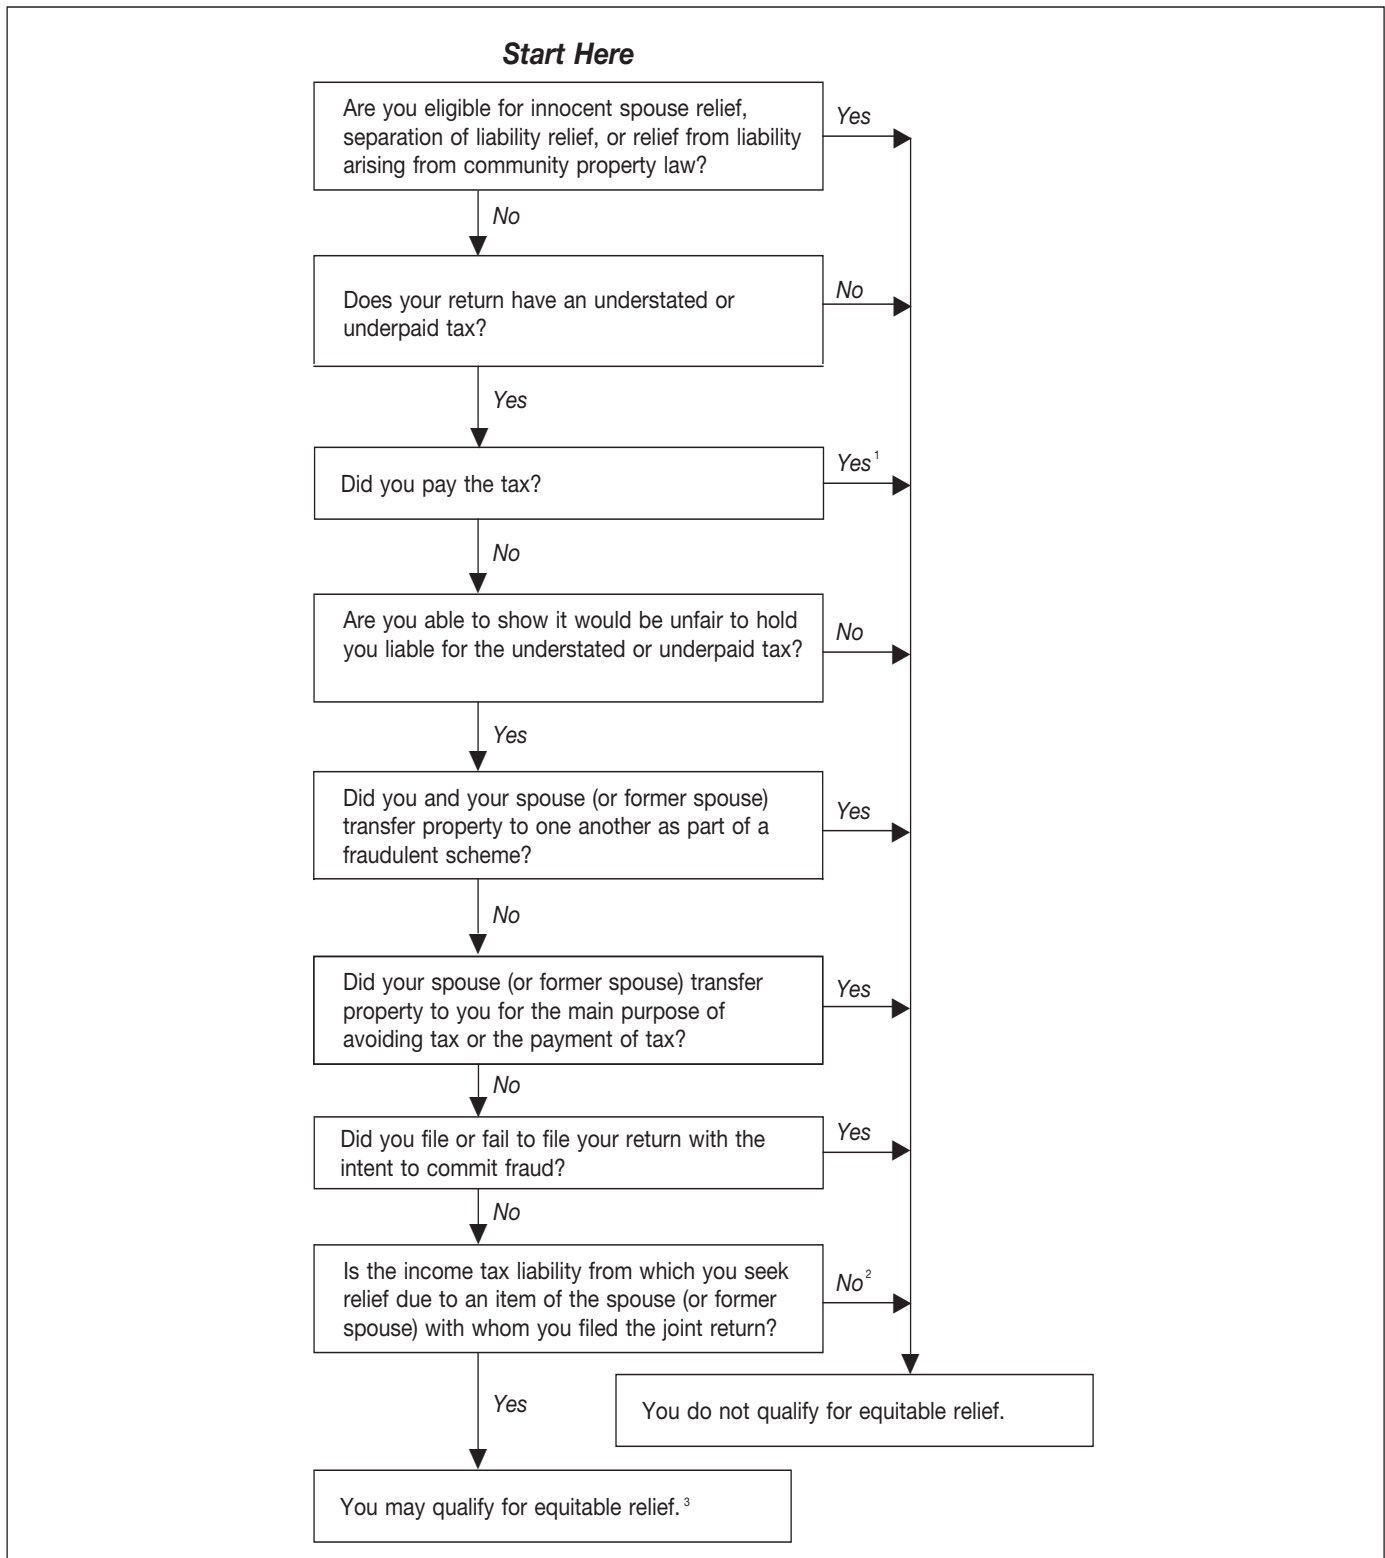 Start Here
Are you eligible for innocent spouse relief,
separation of liability relief, or relief from liability
arising from community property law?
Yes
No
Does your return have an understated or
underpaid tax?
No
Yes
Did you pay the tax?
Yes¹
No
Are you able to show it would be unfair to hold
you liable for the understated or underpaid tax?
No
Yes
Did you and your spouse (or former spouse)
transfer property to one another as part of a
fraudulent scheme?
Yes
No
Did your spouse (or former spouse) transfer
property to you for the main purpose of
avoiding tax or the payment of tax?
Yes
No
Did you file or fail to file your return with the
intent to commit fraud?
Yes
No
Is the income tax liability from which you seek
relief due to an item of the spouse (or former
spouse) with whom you filed the joint return?
No²
Yes
You do not qualify for equitable relief.
You may qualify for equitable relief.³